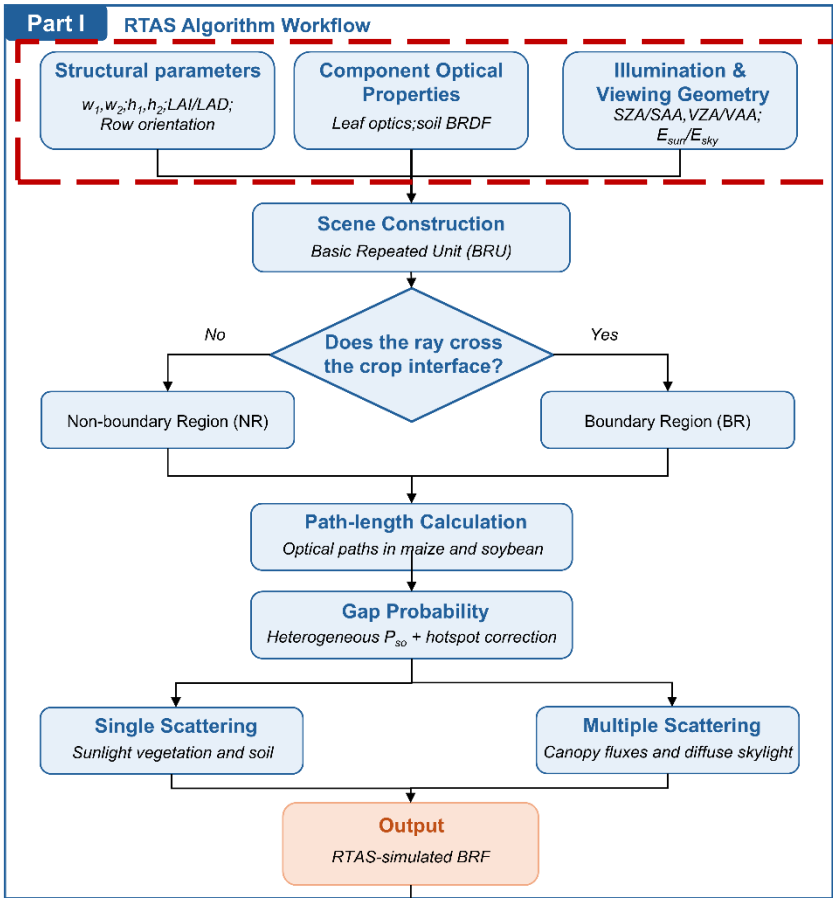 Part I
RTAS Algorithm Workflow
Structural parameters
w₁,w₂;h₁,h₂;LAI/LAD;
Row orientation
Component Optical
Properties
Leaf optics;soil BRDF
Illumination &
Viewing Geometry
SZA/SAA,VZA/VAA;
E_sun/E_sky
Scene Construction
Basic Repeated Unit (BRU)
Does the ray cross
the crop interface?
No
Yes
Non-boundary Region (NR)
Boundary Region (BR)
Path-length Calculation
Optical paths in maize and soybean
Gap Probability
Heterogeneous P_so + hotspot correction
Single Scattering
Sunlight vegetation and soil
Multiple Scattering
Canopy fluxes and diffuse skylight
Output
RTAS-simulated BRF